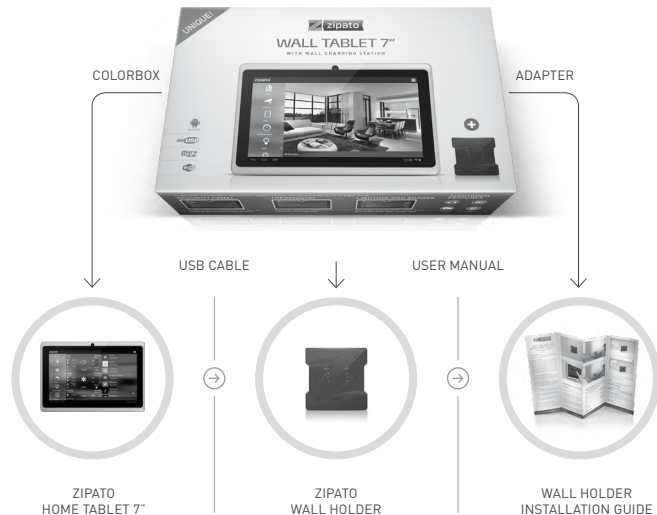 UNIQUE!
zipato
WALL TABLET 7"
WITH WALL CHARGING STATION
COLORBOX
ADAPTER
zipato
USB CABLE
USER MANUAL
ZIPATO
HOME TABLET 7"
ZIPATO
WALL HOLDER
WALL HOLDER
INSTALLATION GUIDE